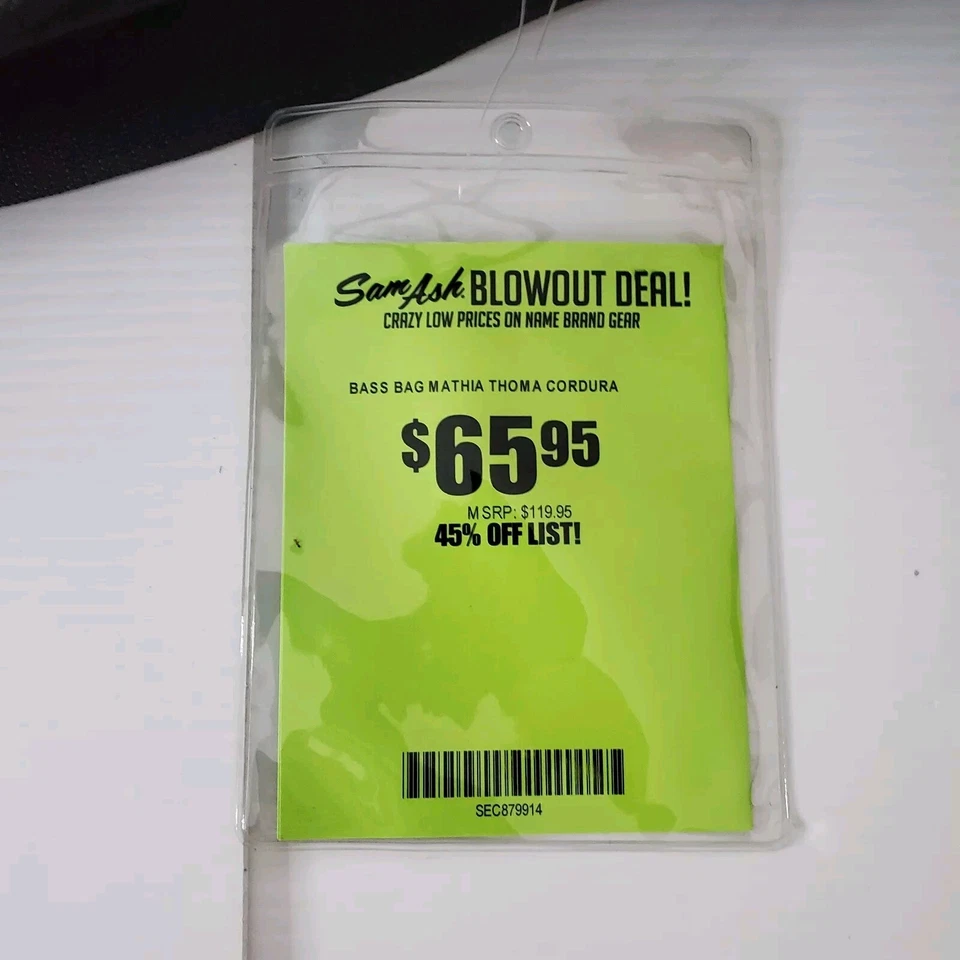 Sam Ash. BLOWOUT DEAL!
CRAZY LOW PRICES ON NAME BRAND GEAR
BASS BAG MATHIA THOMA CORDURA
$65 95
MSRP: $119.95
45% OFF LIST!
SEC879914